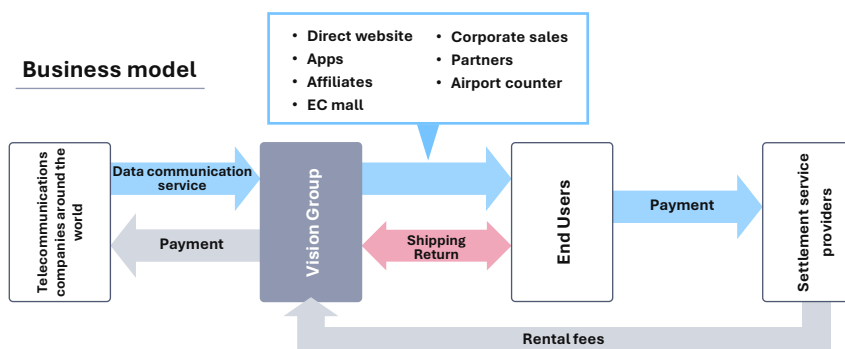 Business model
• Direct website
• Apps
• Affiliates
• EC mall
• Corporate sales
• Partners
• Airport counter
Telecommunications
companies around the
world
Data communication
service
Payment
Vision Group
Shipping
Return
End Users
Payment
Settlement service
providers
Rental fees